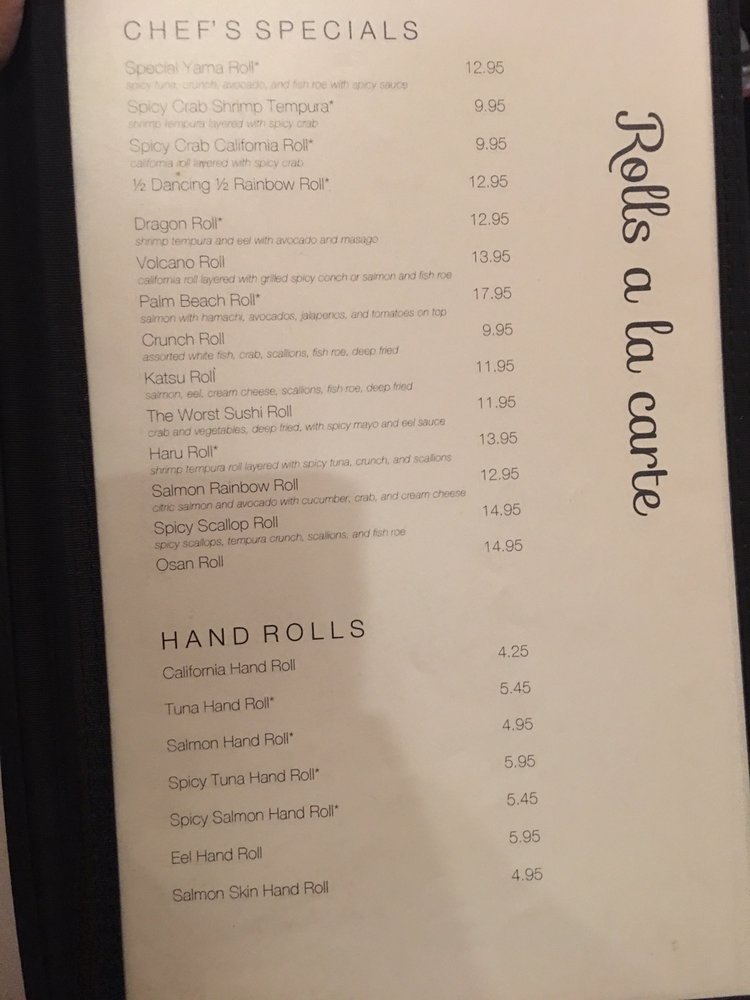 CHEF'S SPECIALS
Special Yama Roll* 12.95
spicy tuna, crunch, avocado, and fish roe with spicy sauce
Spicy Crab Shrimp Tempura* 9.95
shrimp tempura layered with spicy crab
Spicy Crab California Roll* 9.95
california roll layered with spicy crab
½ Dancing ½ Rainbow Roll* 12.95
Dragon Roll* 12.95
shrimp tempura and eel with avocado and masago
Volcano Roll 13.95
california roll layered with grilled spicy conch or salmon and fish roe
Palm Beach Roll* 17.95
salmon with hamachi, avocados, jalapenos, and tomatoes on top
Crunch Roll 9.95
assorted white fish, crab, scallions, fish roe, deep fried
Katsu Roll 11.95
salmon, eel, cream cheese, scallions, fish roe, deep fried
The Worst Sushi Roll 11.95
crab and vegetables, deep fried, with spicy mayo and eel sauce
Haru Roll* 13.95
shrimp tempura roll layered with spicy tuna, crunch, and scallions
Salmon Rainbow Roll 12.95
citric salmon and avocado with cucumber, crab, and cream cheese
Spicy Scallop Roll 14.95
spicy scallops, tempura crunch, scallions, and fish roe
Osan Roll 14.95
HAND ROLLS
California Hand Roll 4.25
Tuna Hand Roll* 5.45
Salmon Hand Roll* 4.95
Spicy Tuna Hand Roll* 5.95
Spicy Salmon Hand Roll* 5.45
Eel Hand Roll 5.95
Salmon Skin Hand Roll 4.95
Rolls a la carte